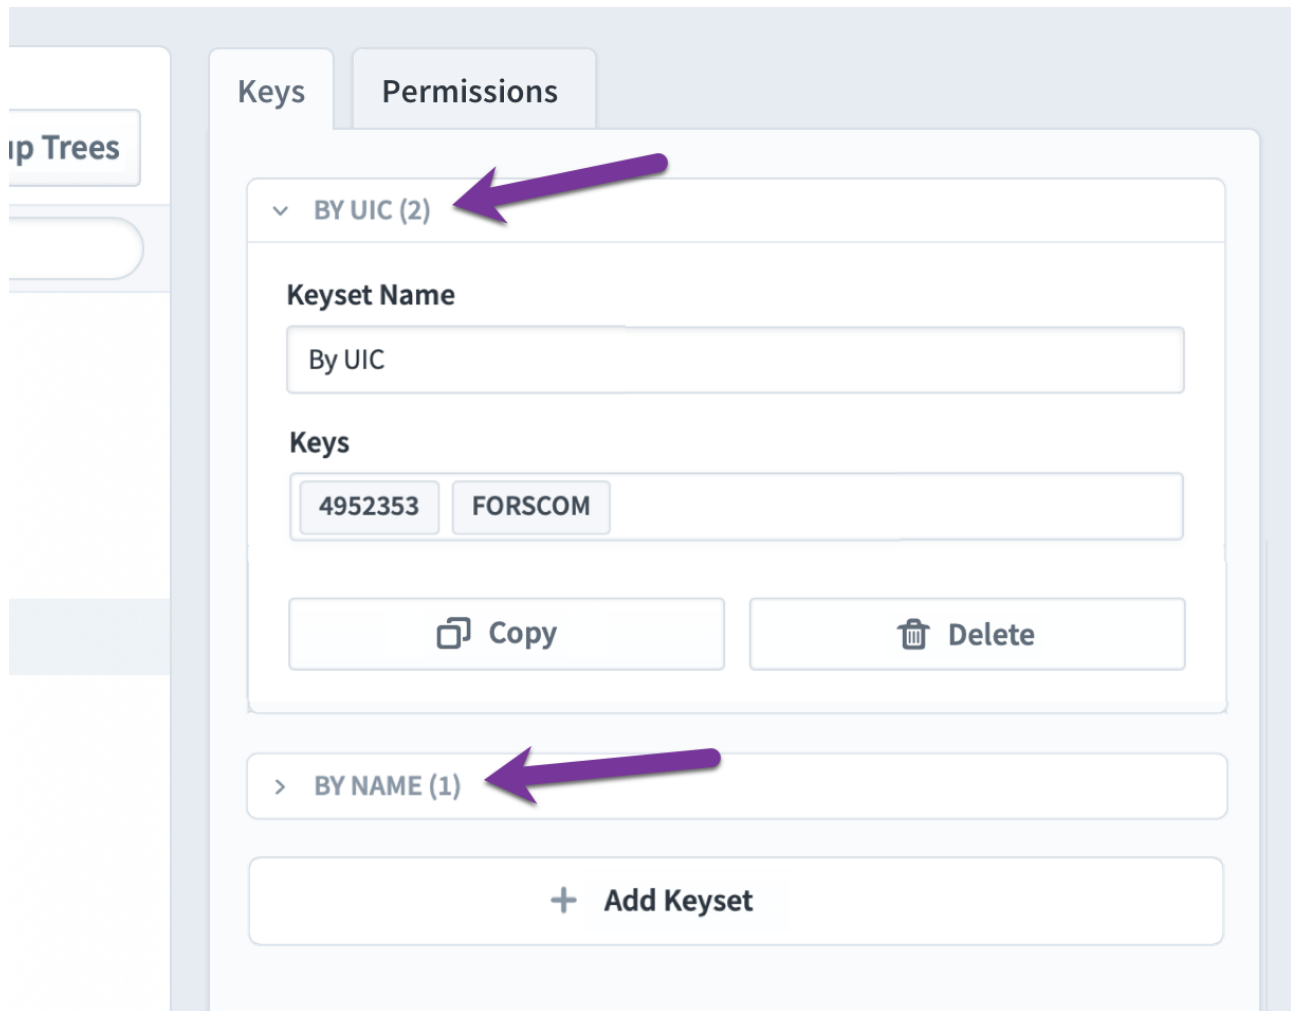 Keys
Permissions
up Trees
BY UIC (2)
Keyset Name
By UIC
Keys
4952353 FORSCOM
Copy
Delete
BY NAME (1)
Add Keyset